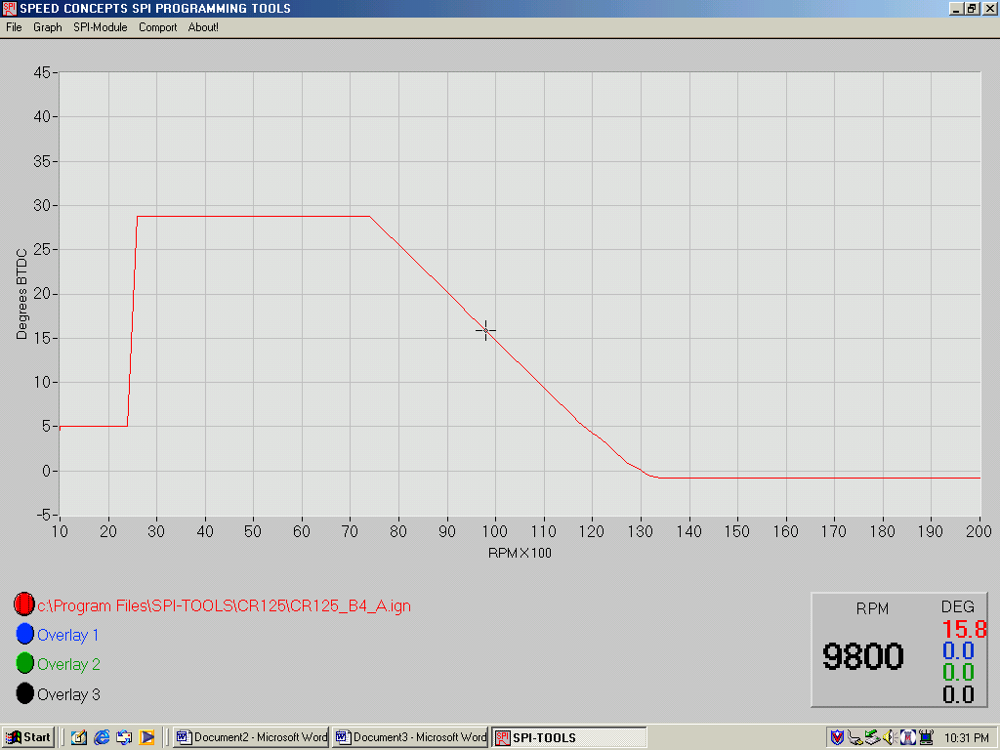 SPI SPEED CONCEPTS SPI PROGRAMMING TOOLS
File Graph SPI-Module Comport About!
45
40
35
30
25
20
15
10
5
0
-5
Degrees BTDC
10 20 30 40 50 60 70 80 90 100 110 120 130 140 150 160 170 180 190 200
RPM X 100
c:\Program Files\SPI-TOOLS\CR125\CR125_B4_A.ign
Overlay 1
Overlay 2
Overlay 3
RPM DEG
15.8
9800 0.0
0.0
0.0
Start Document2 - Microsoft Word Document3 - Microsoft Word SPI-TOOLS 10:31 PM